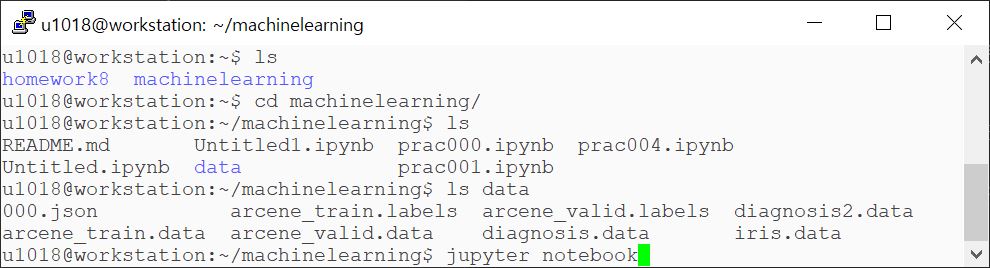 u1018@workstation: ~/machinelearning
u1018@workstation:~$ ls
homework8  machinelearning
u1018@workstation:~$ cd machinelearning/
u1018@workstation:~/machinelearning$ ls
README.md       Untitled1.ipynb  prac000.ipynb  prac004.ipynb
Untitled.ipynb  data             prac001.ipynb
u1018@workstation:~/machinelearning$ ls data
000.json           arcene_train.labels  arcene_valid.labels  diagnosis2.data
arcene_train.data  arcene_valid.data    diagnosis.data       iris.data
u1018@workstation:~/machinelearning$ jupyter notebook